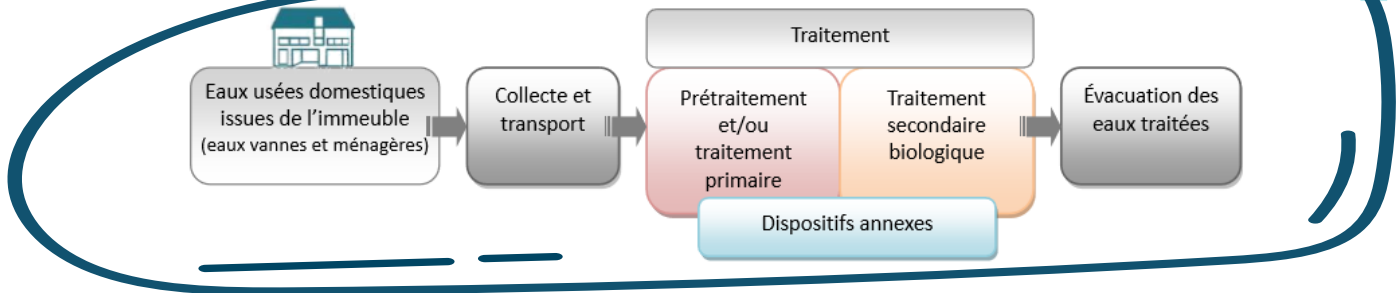 Eaux usées domestiques
issues de l'immeuble
(eaux vannes et ménagères)
Collecte et
transport
Traitement
Prétraitement
et/ou
traitement
primaire
Traitement
secondaire
biologique
Dispositifs annexes
Évacuation des
eaux traitées